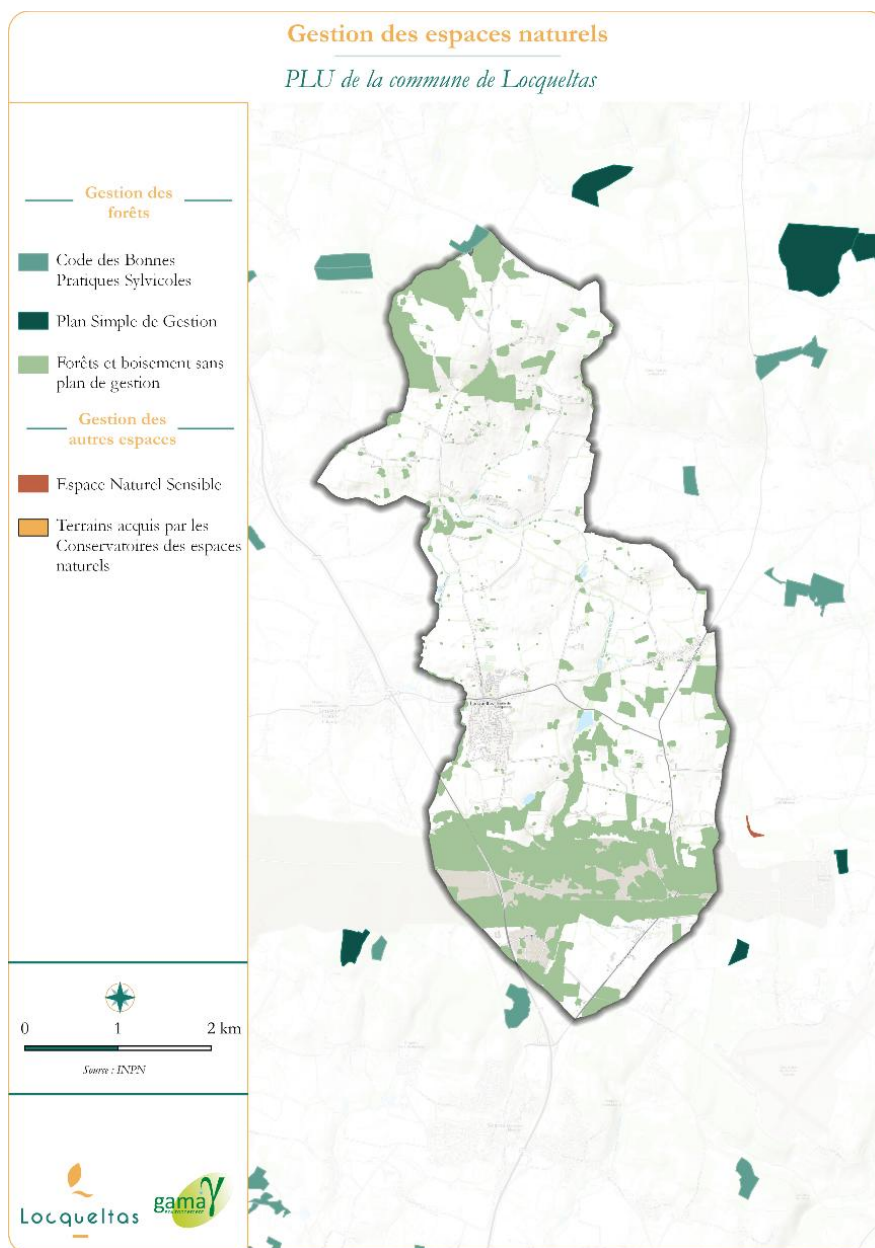 Gestion des espaces naturels
PLU de la commune de Locqueltas
Gestion des
forêts
Code des Bonnes
Pratiques Sylvicoles
Plan Simple de Gestion
Forêts et boisement sans
plan de gestion
Gestion des
autres espaces
Espace Naturel Sensible
Terrains acquis par les
Conservatoires des espaces
naturels
0 1 2 km
Source : INPN
Locqueltas
gama
environnement